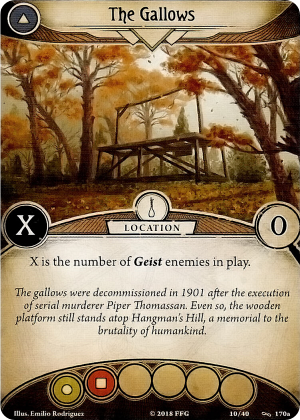 The Gallows
X
LOCATION
0
X is the number of Geist enemies in play.
The gallows were decommissioned in 1901 after the execution
of serial murderer Piper Thomassan. Even so, the wooden
platform still stands atop Hangman's Hill, a memorial to the
brutality of humankind.
Illus. Emilio Rodriguez © 2018 FFG 10/40 170a